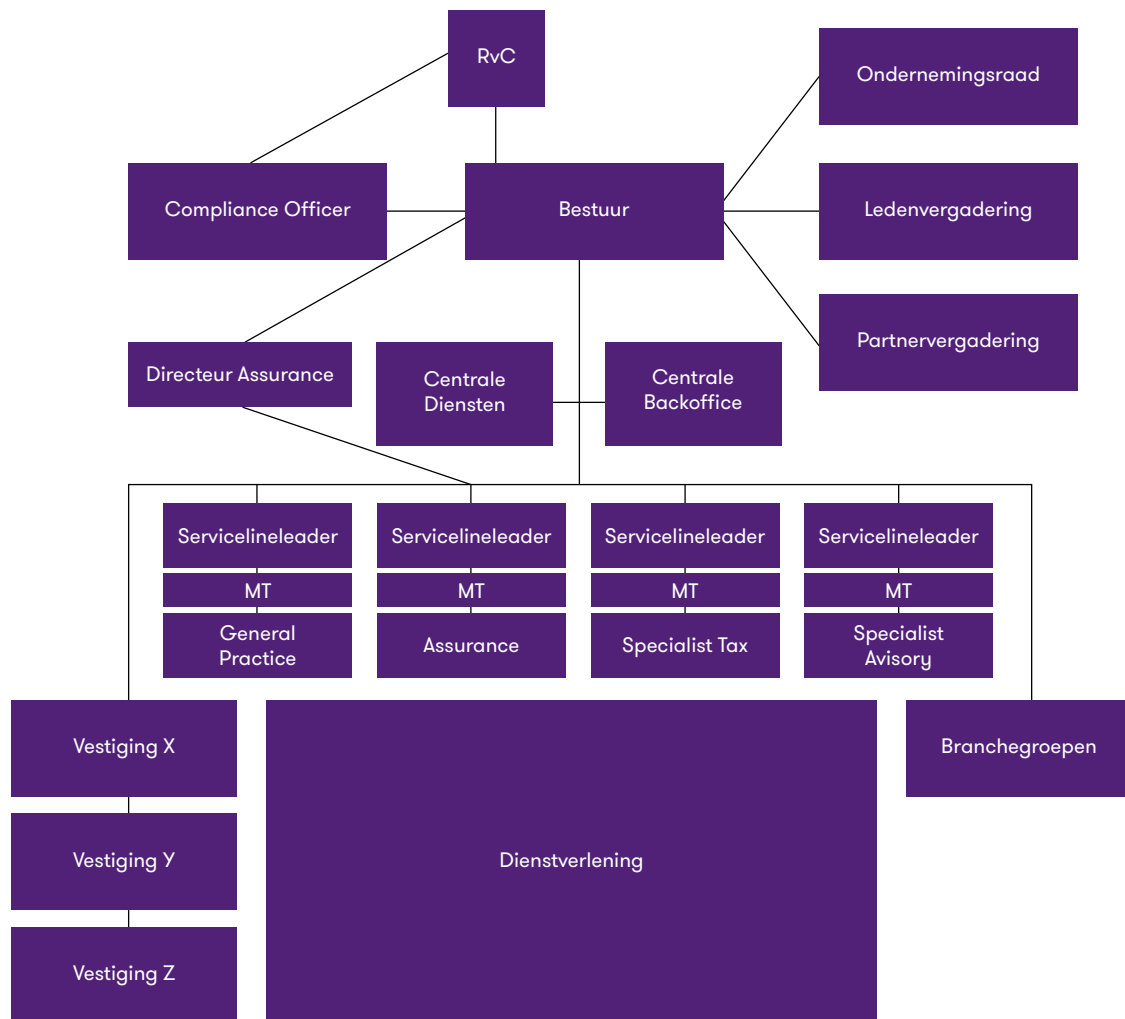 RvC
Ondernemingsraad
Compliance Officer
Bestuur
Ledenvergadering
Partnervergadering
Directeur Assurance
Centrale
Diensten
Centrale
Backoffice
Servicelineleader
Servicelineleader
Servicelineleader
Servicelineleader
MT
MT
MT
MT
General
Practice
Assurance
Specialist Tax
Specialist
Avisory
Vestiging X
Branchegroepen
Vestiging Y
Dienstverlening
Vestiging Z